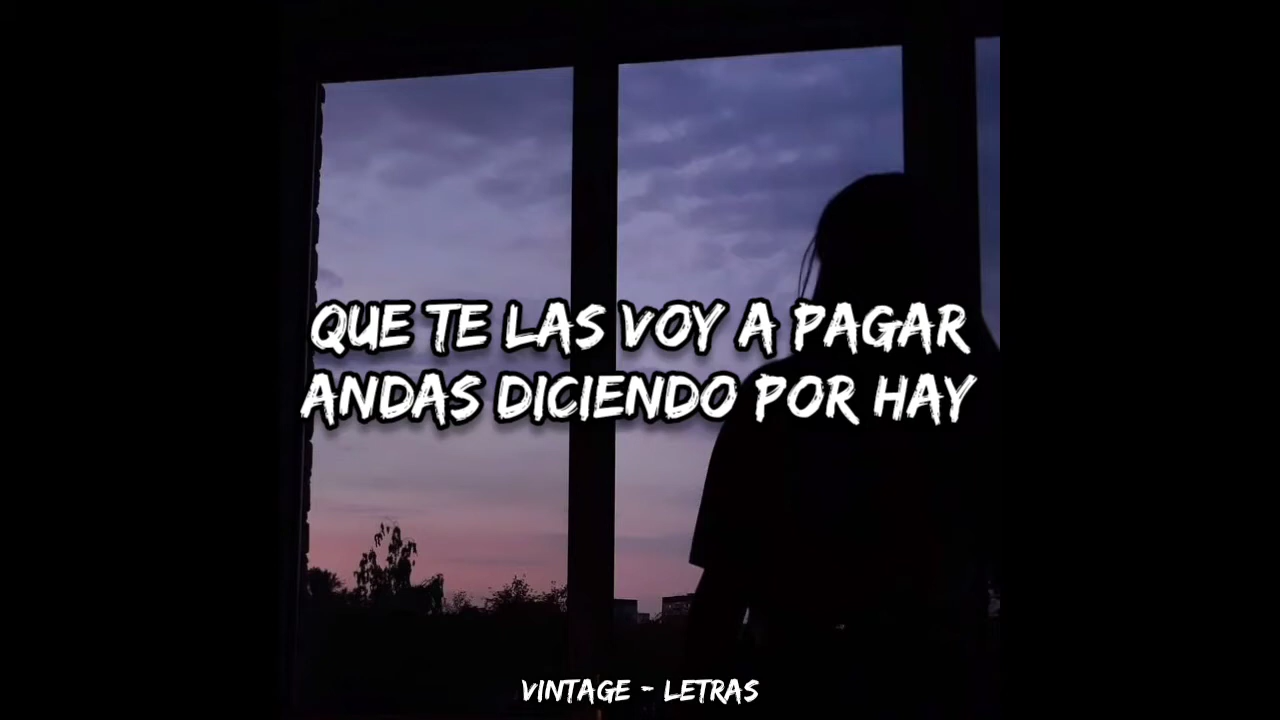 QUE TE LAS VOY A PAGAR
ANDAS DICIENDO POR HAY
VINTAGE - LETRAS